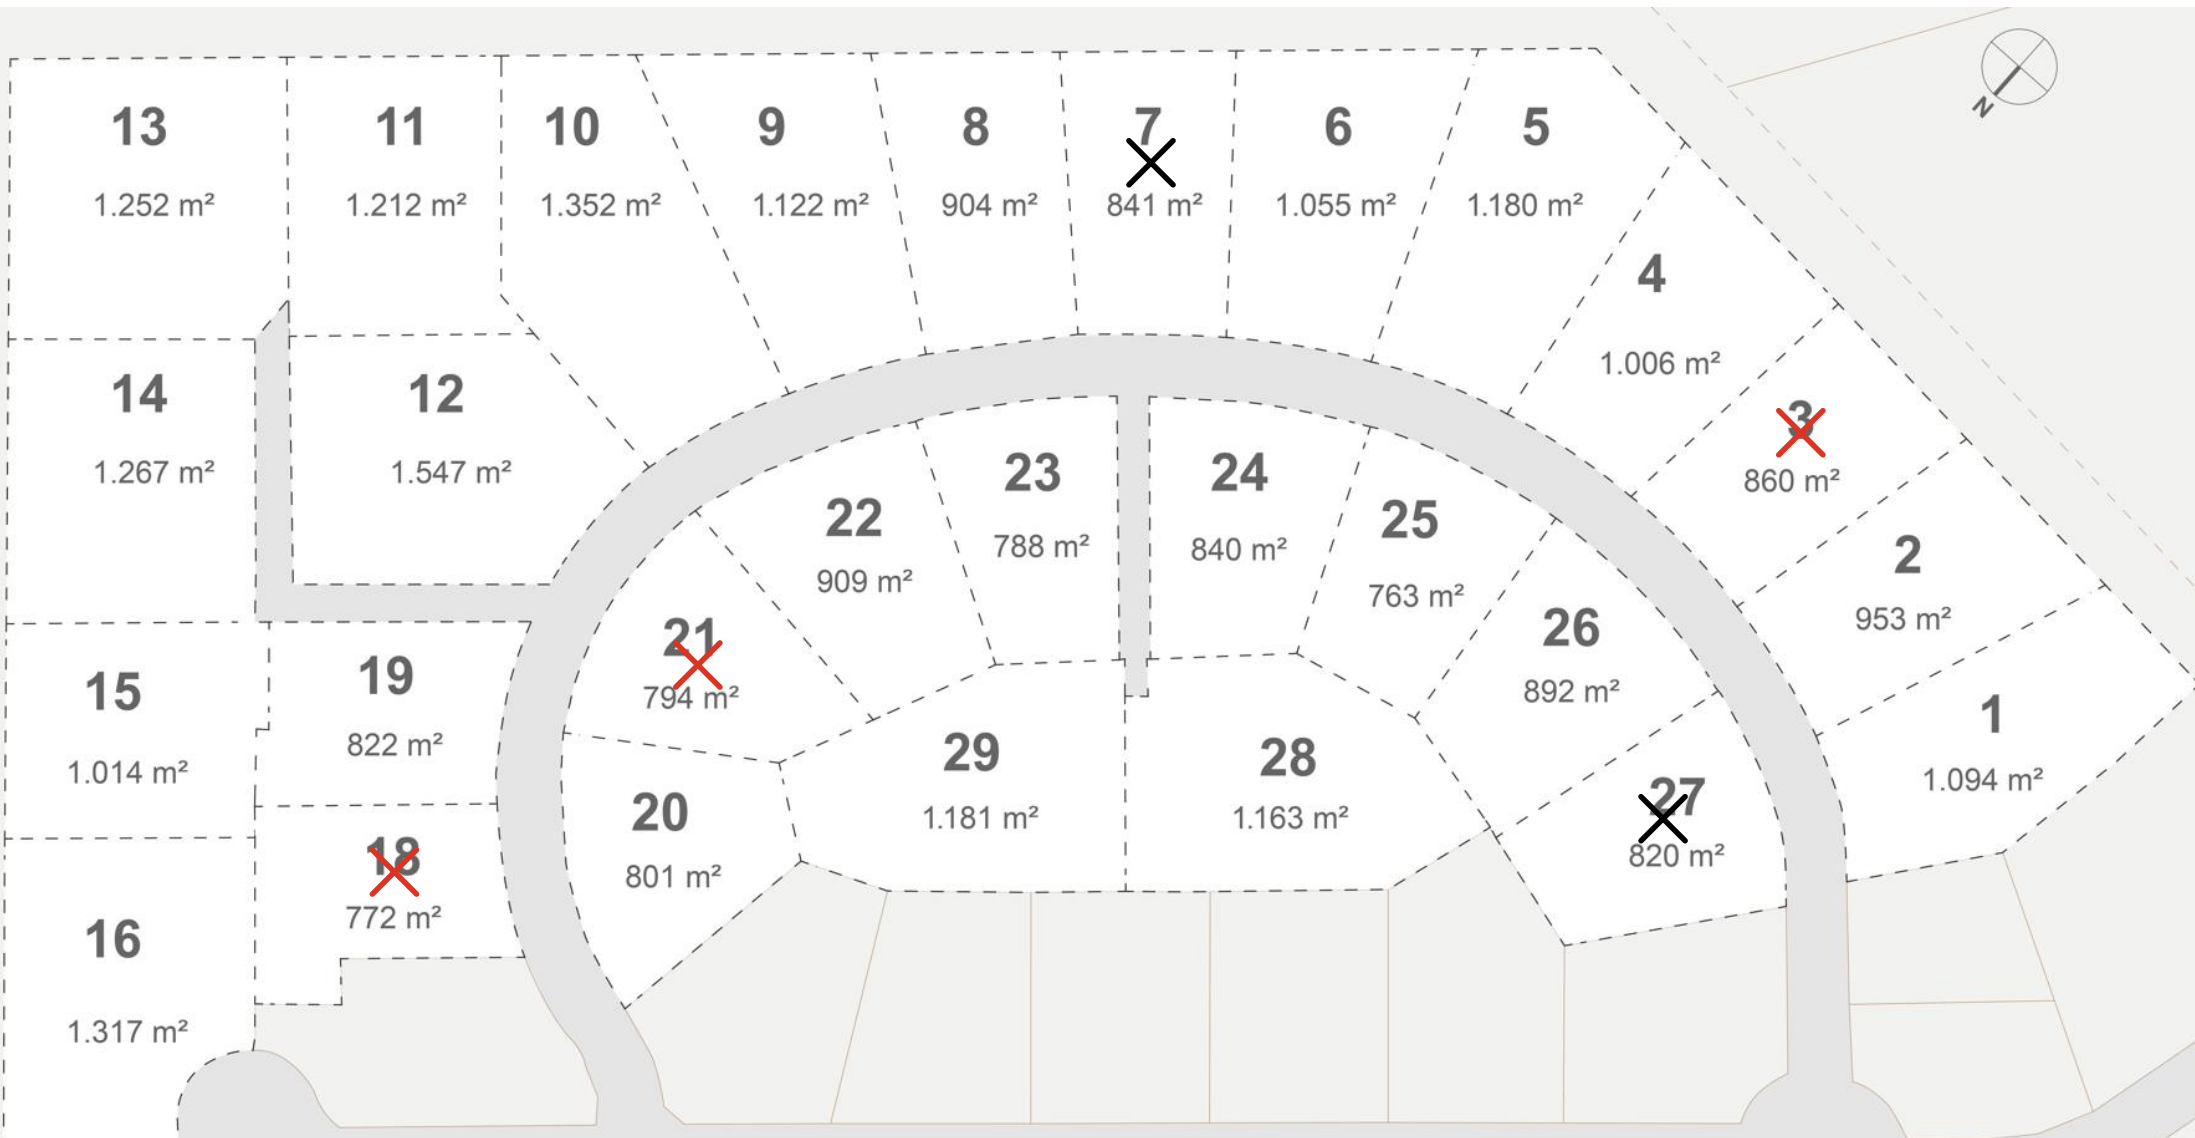 13
1.252 m²
11
1.212 m²
10
1.352 m²
9
1.122 m²
8
904 m²
7
841 m²
6
1.055 m²
5
1.180 m²
N
4
1.006 m²
3
860 m²
2
953 m²
1
1.094 m²
14
1.267 m²
12
1.547 m²
15
1.014 m²
19
822 m²
16
1.317 m²
18
772 m²
21
794 m²
22
909 m²
23
788 m²
24
840 m²
25
763 m²
26
892 m²
27
820 m²
20
801 m²
29
1.181 m²
28
1.163 m²